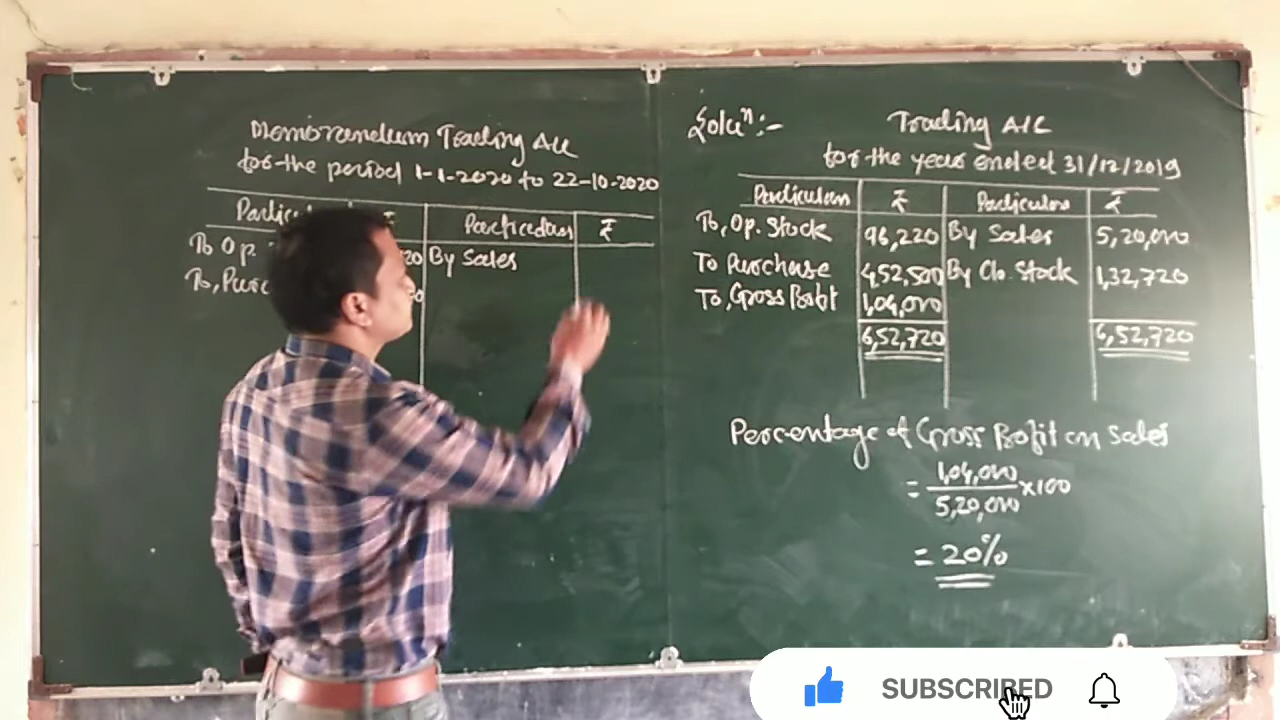 Memorandum Trading A/c
for the period 1-1-2020 to 22-10-2020
₹ Particulars ₹
To Op. 20 By Sales
To, Purc
Soluⁿ:-
Trading A/C
for the year ended 31/12/2019
Particulars ₹ Particulars ₹
To, Op. Stock 96,220 By Sales 5,20,000
To Purchase 4,52,500 By Clo. Stock 1,32,720
To, Gross Profit 1,04,000
6,52,720 6,52,720
Percentage of Gross Profit on Sales
= 1,04,000 / 5,20,000 × 100
= 20%
SUBSCRIBED